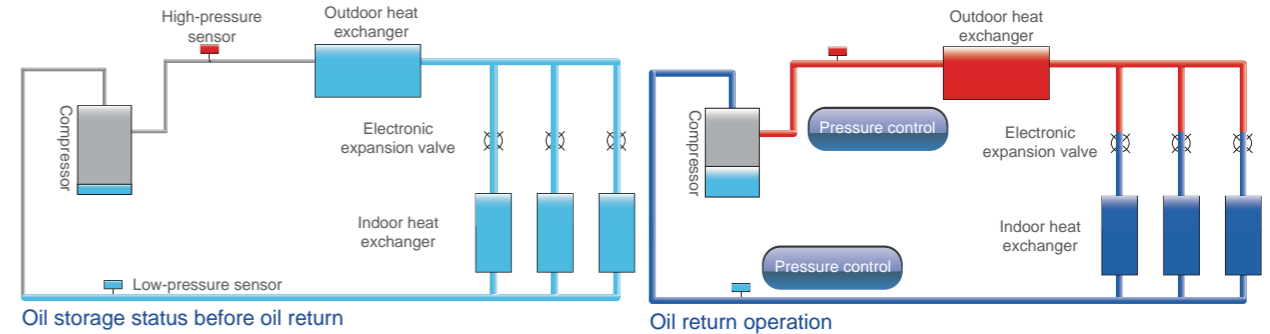 High-pressure
sensor
Outdoor heat
exchanger
Compressor
Electronic
expansion valve
Indoor heat
exchanger
Low-pressure sensor
Oil storage status before oil return
Outdoor heat
exchanger
Compressor
Pressure control
Electronic
expansion valve
Indoor heat
exchanger
Pressure control
Oil return operation